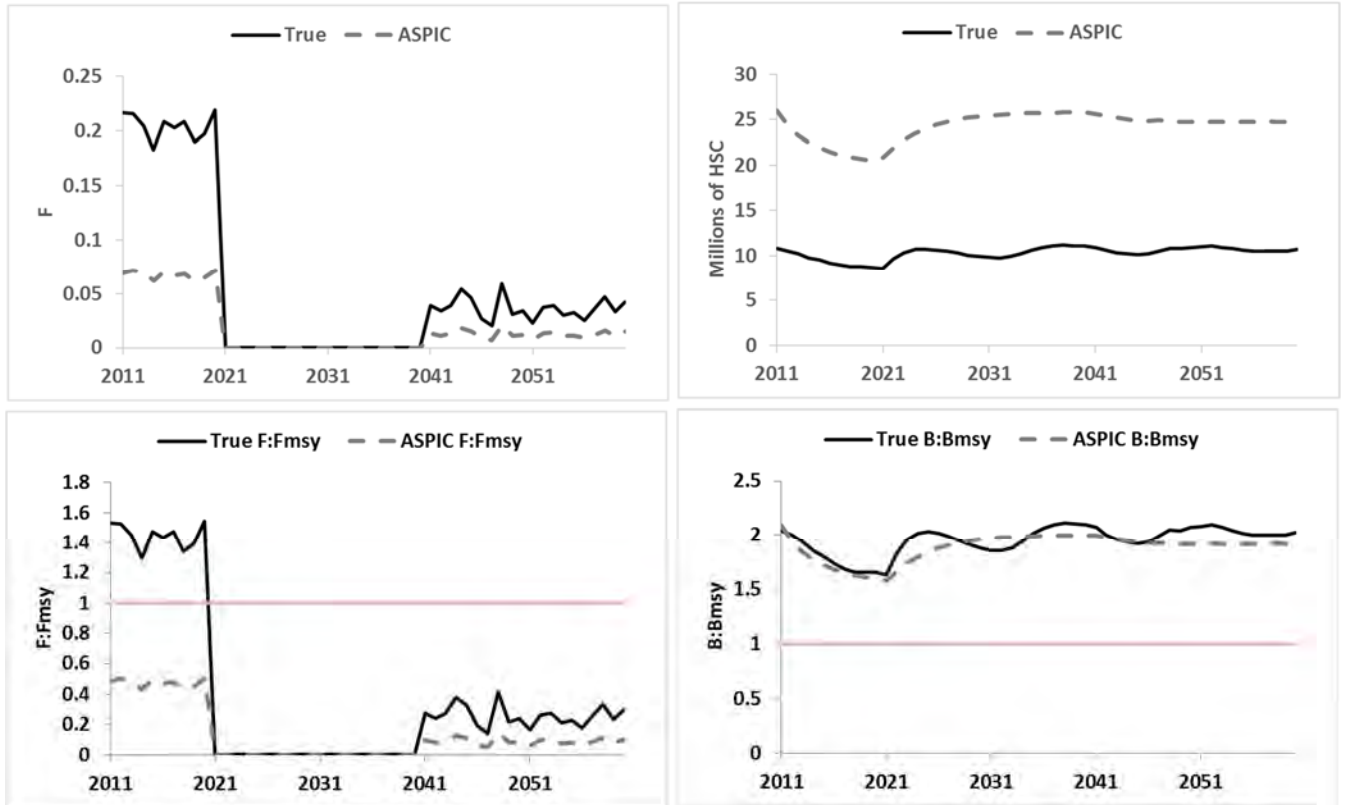 True ASPIC
0.25
0.2
0.15
0.1
0.05
0
F
2011 2021 2031 2041 2051
True ASPIC
30
25
20
15
10
5
0
Millions of HSC
2011 2021 2031 2041 2051
True F:Fmsy ASPIC F:Fmsy
1.8
1.6
1.4
1.2
1
0.8
0.6
0.4
0.2
0
F:Fmsy
2011 2021 2031 2041 2051
True B:Bmsy ASPIC B:Bmsy
2.5
2
1.5
1
0.5
0
B:Bmsy
2011 2021 2031 2041 2051